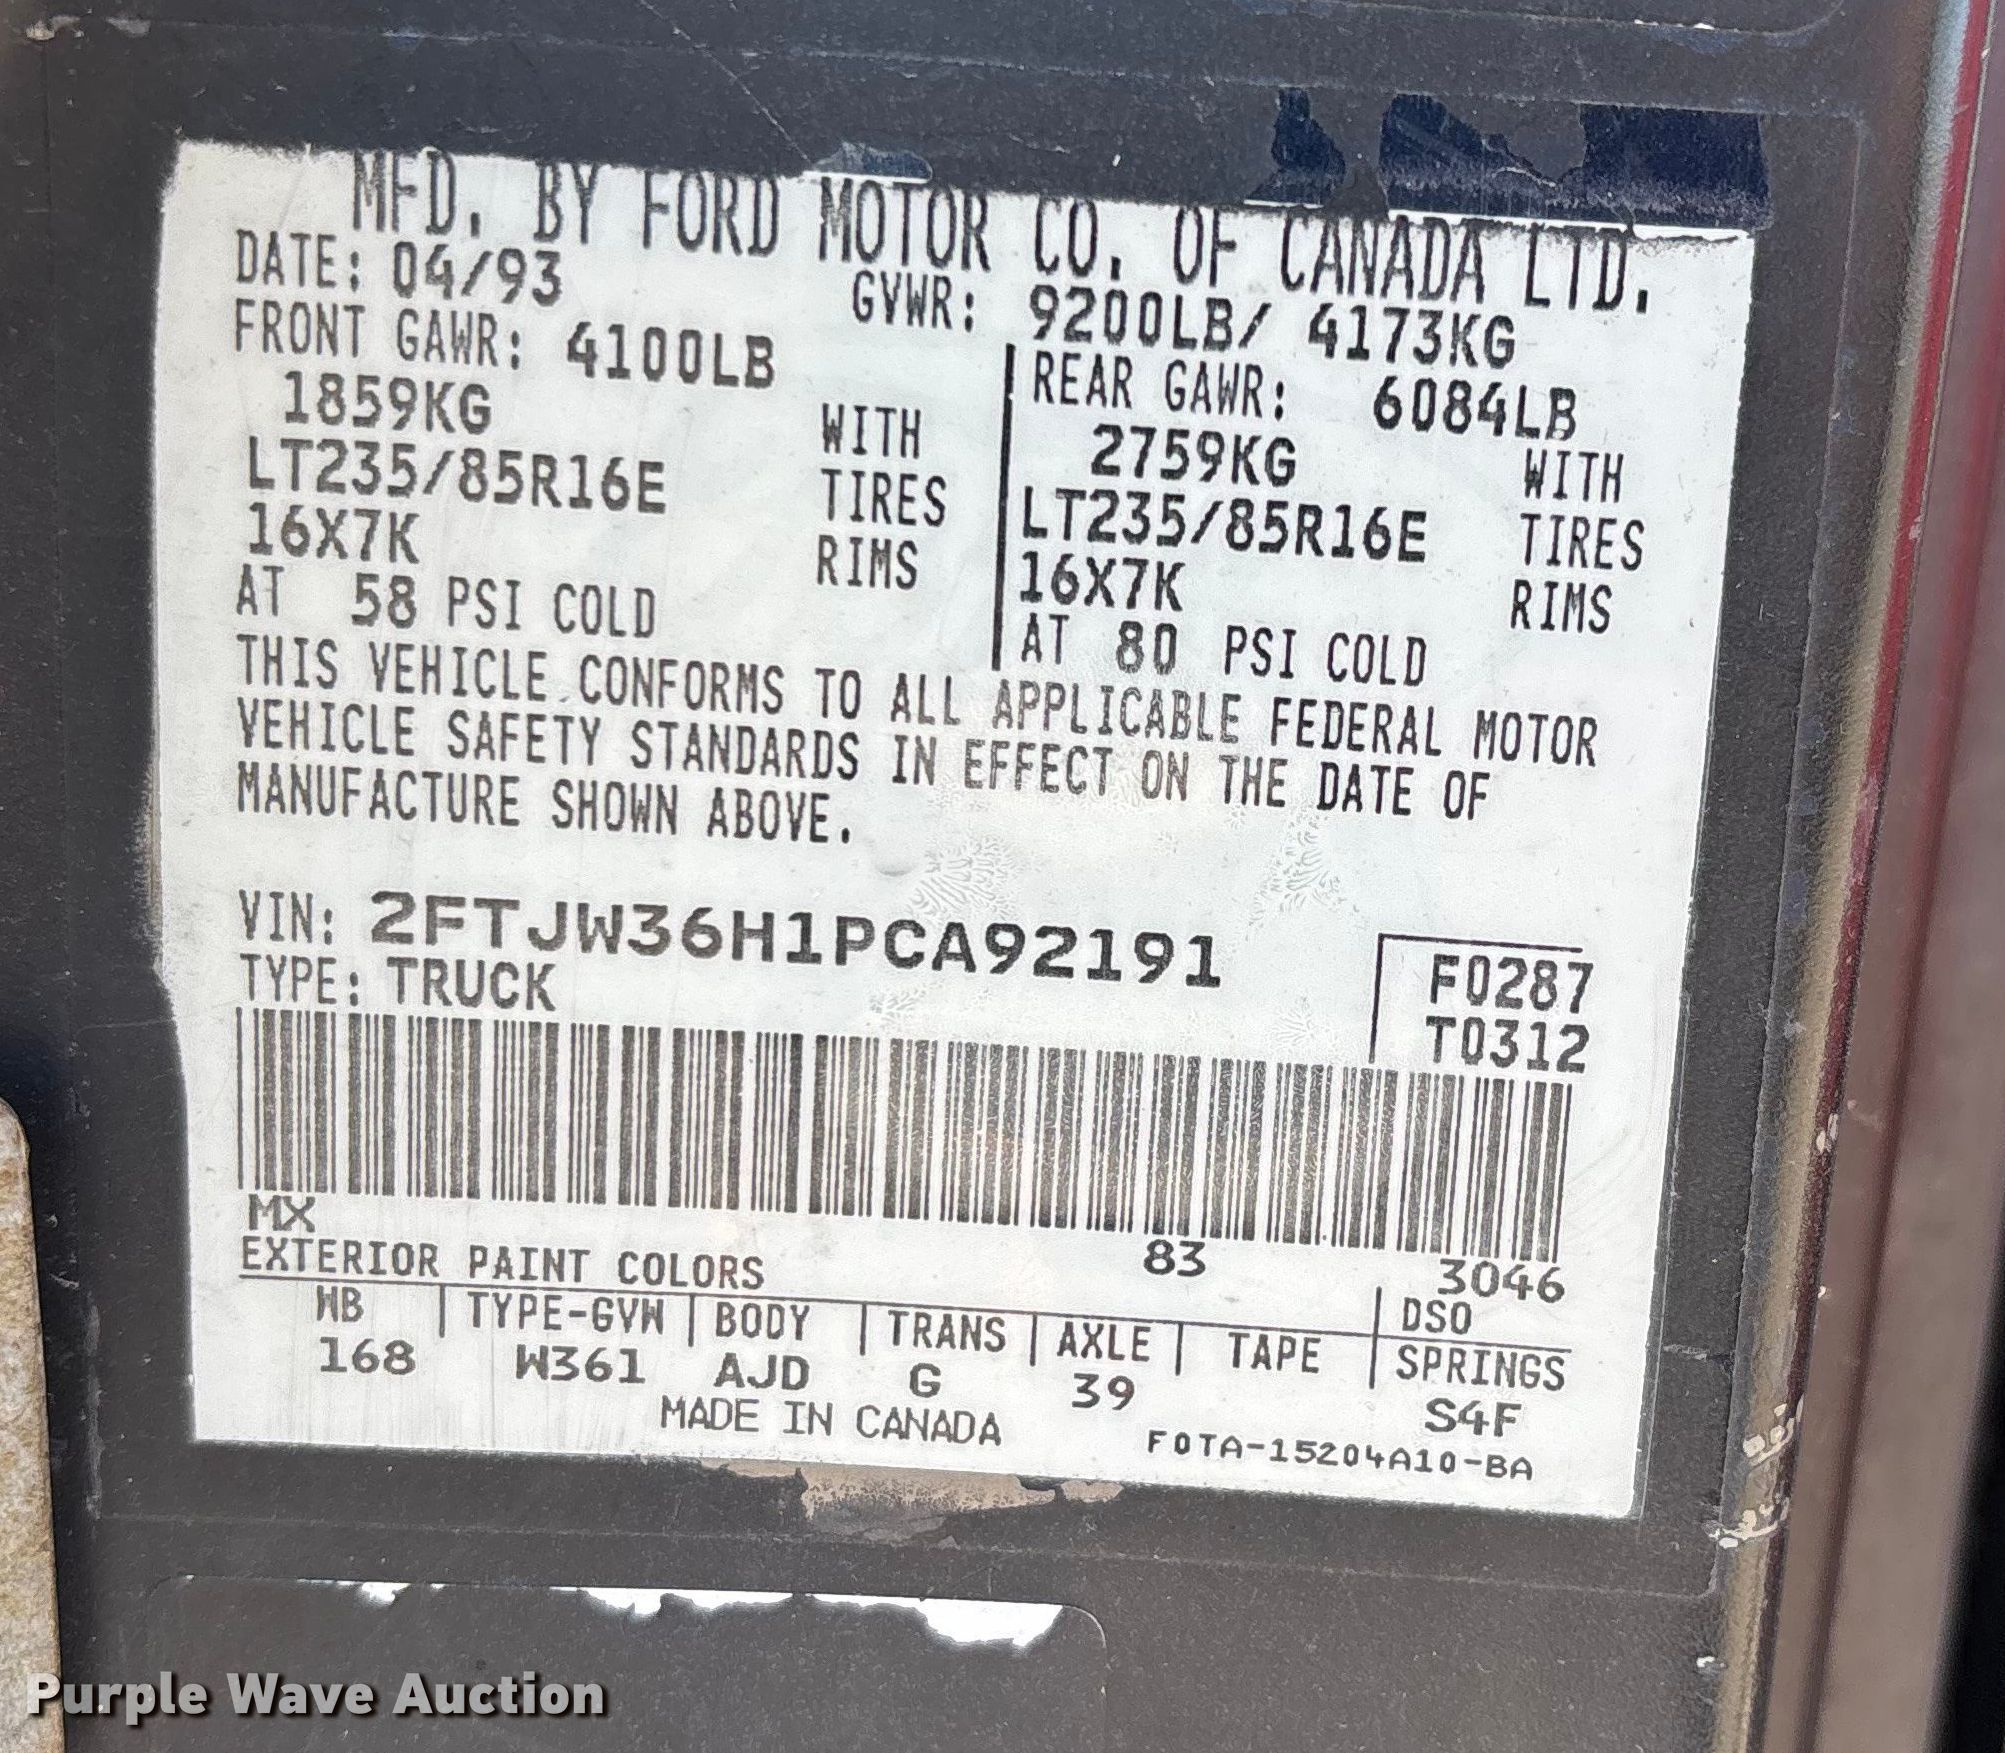 MFD. BY FORD MOTOR CO. OF CANADA LTD.
DATE: 04/93 GVWR: 9200LB/ 4173KG
FRONT GAWR: 4100LB
1859KG WITH
LT235/85R16E TIRES
16X7K RIMS
AT 58 PSI COLD
REAR GAWR: 6084LB
2759KG WITH
LT235/85R16E TIRES
16X7K RIMS
AT 80 PSI COLD
THIS VEHICLE CONFORMS TO ALL APPLICABLE FEDERAL MOTOR
VEHICLE SAFETY STANDARDS IN EFFECT ON THE DATE OF
MANUFACTURE SHOWN ABOVE.
VIN: 2FTJW36H1PCA92191
TYPE: TRUCK
F0287
T0312
MX 83 3046
EXTERIOR PAINT COLORS DSO
WB TYPE-GVW BODY TRANS AXLE TAPE SPRINGS
168 W361 AJD G 39 S4F
MADE IN CANADA
F0TA-15204A10-BA
Purple Wave Auction